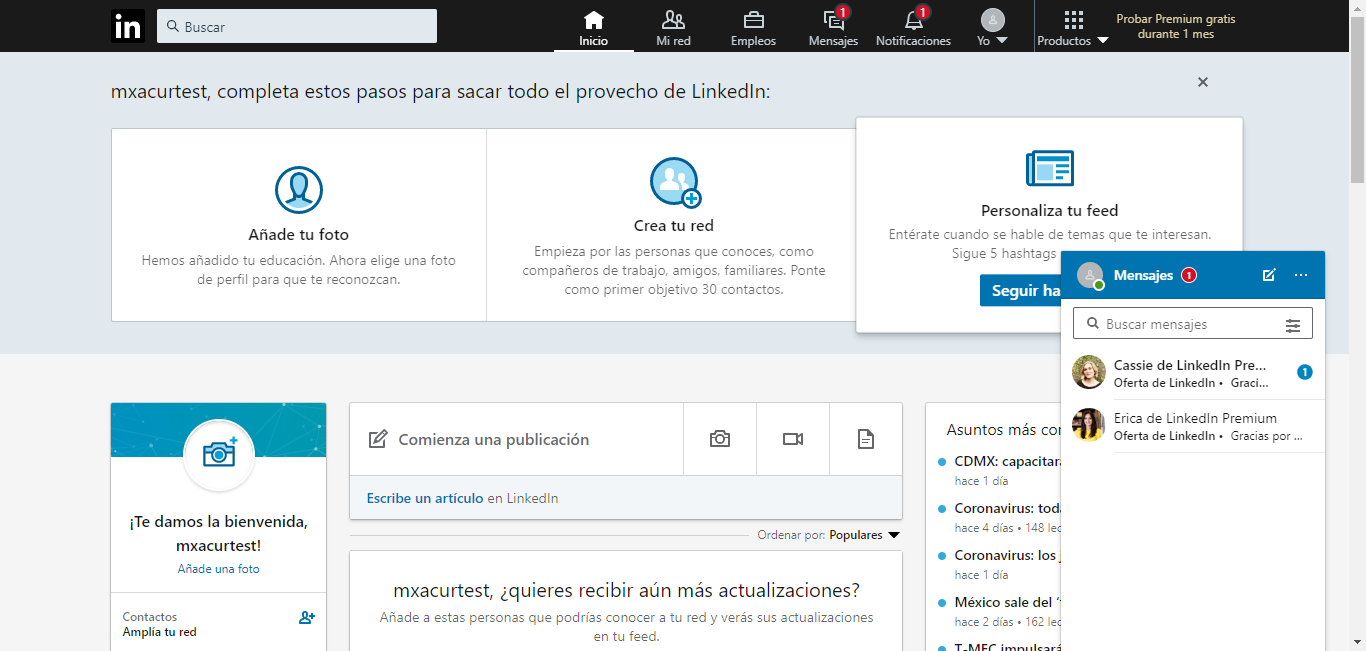 in
Buscar
Inicio
Mi red
Empleos
1
Mensajes
1
Notificaciones
Yo
Productos
Probar Premium gratis
durante 1 mes
mxacurtest, completa estos pasos para sacar todo el provecho de LinkedIn:
Añade tu foto
Hemos añadido tu educación. Ahora elige una foto
de perfil para que te reconozcan.
Crea tu red
Empieza por las personas que conoces, como
compañeros de trabajo, amigos, familiares. Ponte
como primer objetivo 30 contactos.
Personaliza tu feed
Entérate cuando se hable de temas que te interesan.
Sigue 5 hashtags
Seguir ha
Mensajes 1
Buscar mensajes
Cassie de LinkedIn Pre...
Oferta de LinkedIn • Graci...
1
Erica de LinkedIn Premium
Oferta de LinkedIn • Gracias por ...
¡Te damos la bienvenida,
mxacurtest!
Añade una foto
Contactos
Amplía tu red
Comienza una publicación
Escribe un artículo en LinkedIn
Ordenar por: Populares
mxacurtest, ¿quieres recibir aún más actualizaciones?
Añade a estas personas que podrías conocer a tu red y verás sus actualizaciones
en tu feed.
Asuntos más co
CDMX: capacitar
hace 1 día
Coronavirus: tod
hace 4 días • 148 lec
Coronavirus: los
hace 1 día
México sale del
hace 2 días • 162 lec
T-MEC impulsará